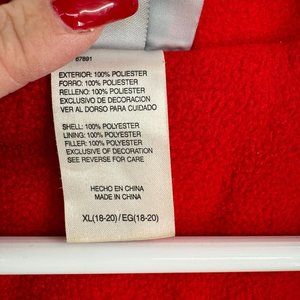 67891
EXTERIOR: 100% POLIESTER
FORRO: 100% POLIESTER
RELLENO: 100% POLIESTER
EXCLUSIVO DE DECORACION
VER AL DORSO PARA CUIDADO
SHELL: 100% POLYESTER
LINING: 100% POLYESTER
FILLER: 100% POLYESTER
EXCLUSIVE OF DECORATION
SEE REVERSE FOR CARE
HECHO EN CHINA
MADE IN CHINA
XL(18-20)/EG(18-20)